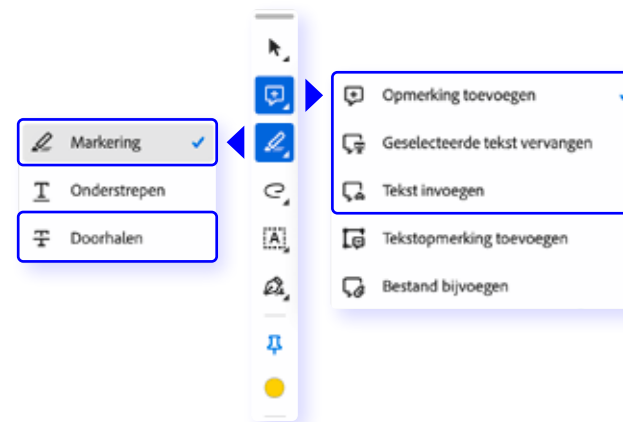 Markering
Onderstrepen
Doorhalen
Opmerking toevoegen
Geselecteerde tekst vervangen
Tekst invoegen
Tekstopmerking toevoegen
Bestand bijvoegen